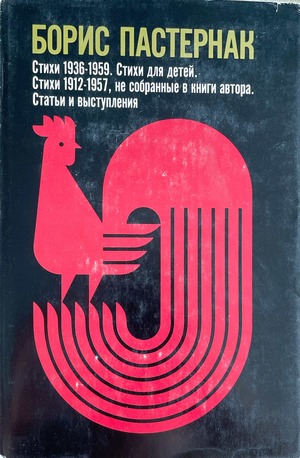 БОРИС ПАСТЕРНАК
Стихи 1936-1959. Стихи для детей.
Стихи 1912-1957, не собранные в книги автора.
Статьи и выступления